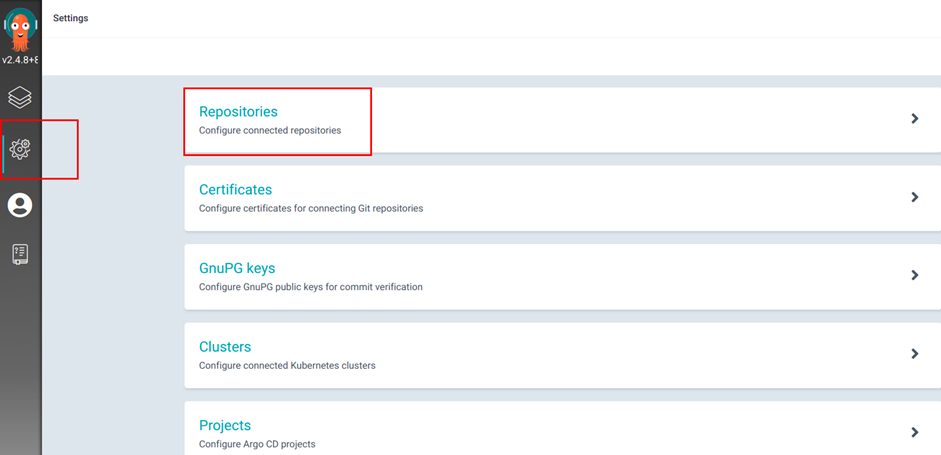 Settings
v2.4.8+8
Repositories
Configure connected repositories
Certificates
Configure certificates for connecting Git repositories
GnuPG keys
Configure GnuPG public keys for commit verification
Clusters
Configure connected Kubernetes clusters
Projects
Configure Argo CD projects